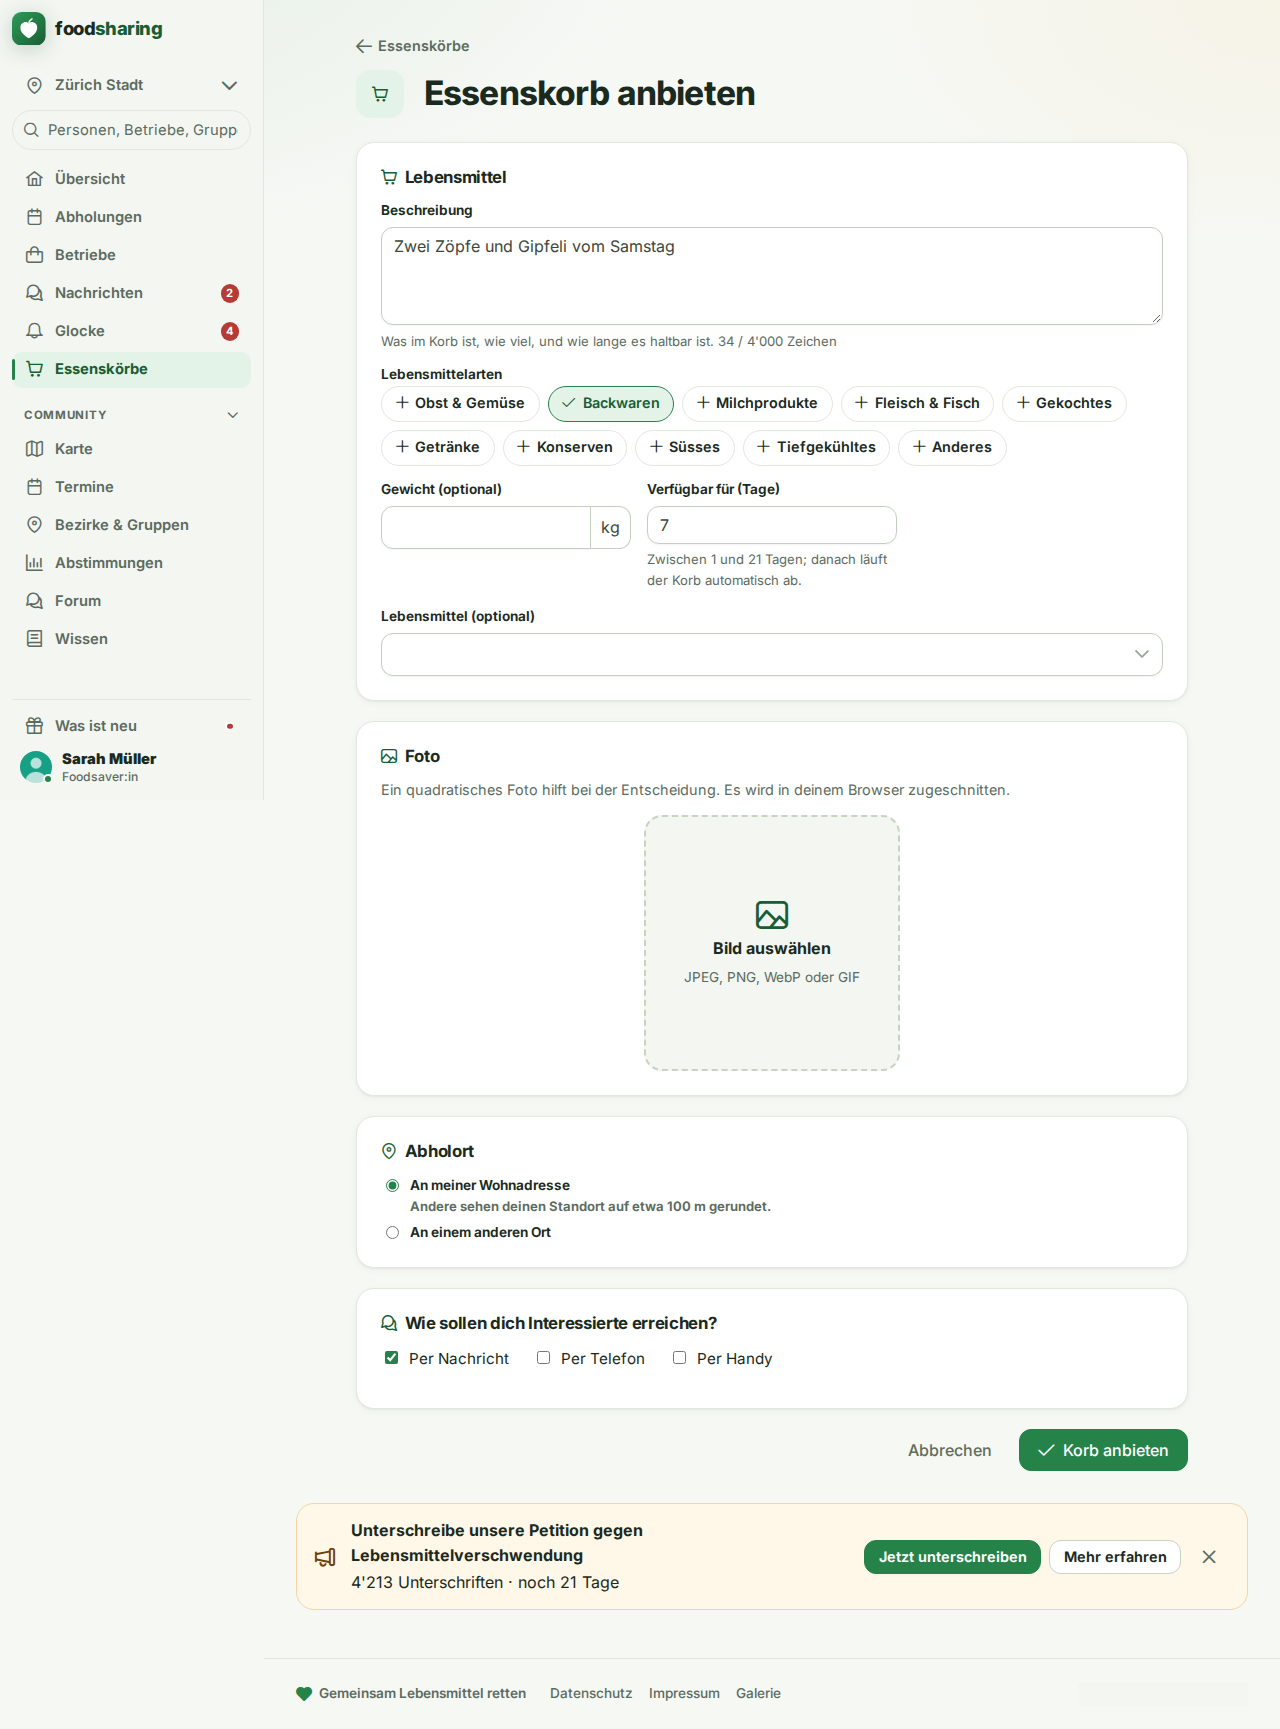 foodsharing
Zürich Stadt
Personen, Betriebe, Grupp
Übersicht
Abholungen
Betriebe
Nachrichten 2
Glocke 4
Essenskörbe
COMMUNITY
Karte
Termine
Bezirke & Gruppen
Abstimmungen
Forum
Wissen
Was ist neu
Sarah Müller
Foodsaver:in
Essenskörbe
Essenskorb anbieten
Lebensmittel
Beschreibung
Zwei Zöpfe und Gipfeli vom Samstag
Was im Korb ist, wie viel, und wie lange es haltbar ist. 34 / 4'000 Zeichen
Lebensmittelarten
Obst & Gemüse Backwaren Milchprodukte Fleisch & Fisch Gekochtes
Getränke Konserven Süsses Tiefgekühltes Anderes
Gewicht (optional) Verfügbar für (Tage)
kg 7
Zwischen 1 und 21 Tagen; danach läuft
der Korb automatisch ab.
Lebensmittel (optional)
Foto
Ein quadratisches Foto hilft bei der Entscheidung. Es wird in deinem Browser zugeschnitten.
Bild auswählen
JPEG, PNG, WebP oder GIF
Abholort
An meiner Wohnadresse
Andere sehen deinen Standort auf etwa 100 m gerundet.
An einem anderen Ort
Wie sollen dich Interessierte erreichen?
Per Nachricht Per Telefon Per Handy
Abbrechen Korb anbieten
Unterschreibe unsere Petition gegen
Lebensmittelverschwendung
4'213 Unterschriften · noch 21 Tage
Jetzt unterschreiben Mehr erfahren
Gemeinsam Lebensmittel retten Datenschutz Impressum Galerie